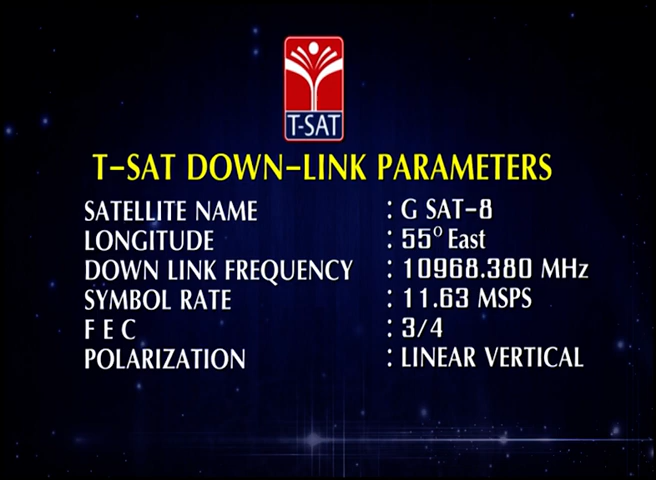 T-SAT
T-SAT DOWN-LINK PARAMETERS
SATELLITE NAME : G SAT-8
LONGITUDE : 55° East
DOWN LINK FREQUENCY : 10968.380 MHz
SYMBOL RATE : 11.63 MSPS
F E C : 3/4
POLARIZATION : LINEAR VERTICAL